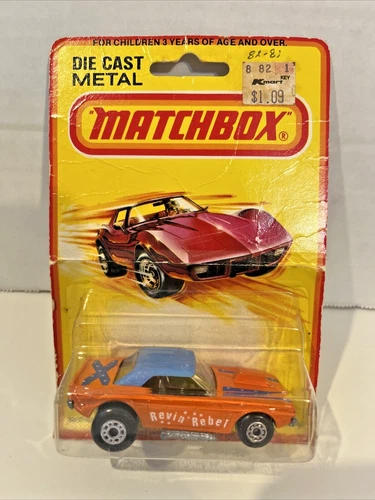 FOR CHILDREN 3 YEARS OF AGE AND OVER.
82-83
DIE CAST
METAL
8 82 1
KEY
Kmart
$1.09
"MATCHBOX"®
Revin' Rebel